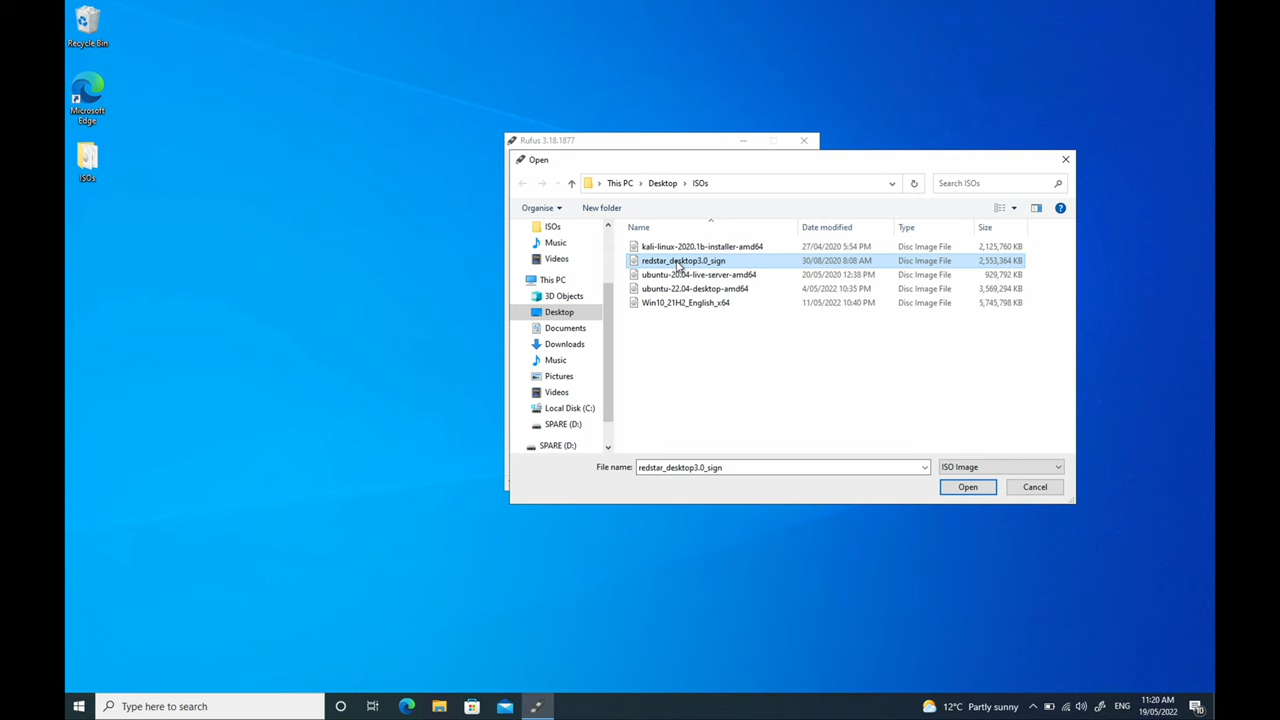 Recycle Bin
Microsoft
Edge
ISOs
Rufus 3.18.1877
Open
This PC
Desktop
ISOs
Search ISOs
Organise
New folder
ISOs
Music
Videos
This PC
3D Objects
Desktop
Documents
Downloads
Music
Pictures
Videos
Local Disk (C:)
SPARE (D:)
SPARE (D:)
Name Date modified Type Size
kali-linux-2020.1b-installer-amd64 27/04/2020 5:54 PM Disc Image File 2,125,760 KB
redstar_desktop3.0_sign 30/08/2020 8:08 AM Disc Image File 2,553,364 KB
ubuntu-20.04-live-server-amd64 20/05/2020 12:38 PM Disc Image File 929,792 KB
ubuntu-22.04-desktop-amd64 4/05/2022 10:35 PM Disc Image File 3,569,294 KB
Win10_21H2_English_x64 11/05/2022 10:40 PM Disc Image File 5,745,798 KB
File name: redstar_desktop3.0_sign ISO Image
Open Cancel
Type here to search
12°C Partly sunny
ENG
11:20 AM
19/05/2022
10